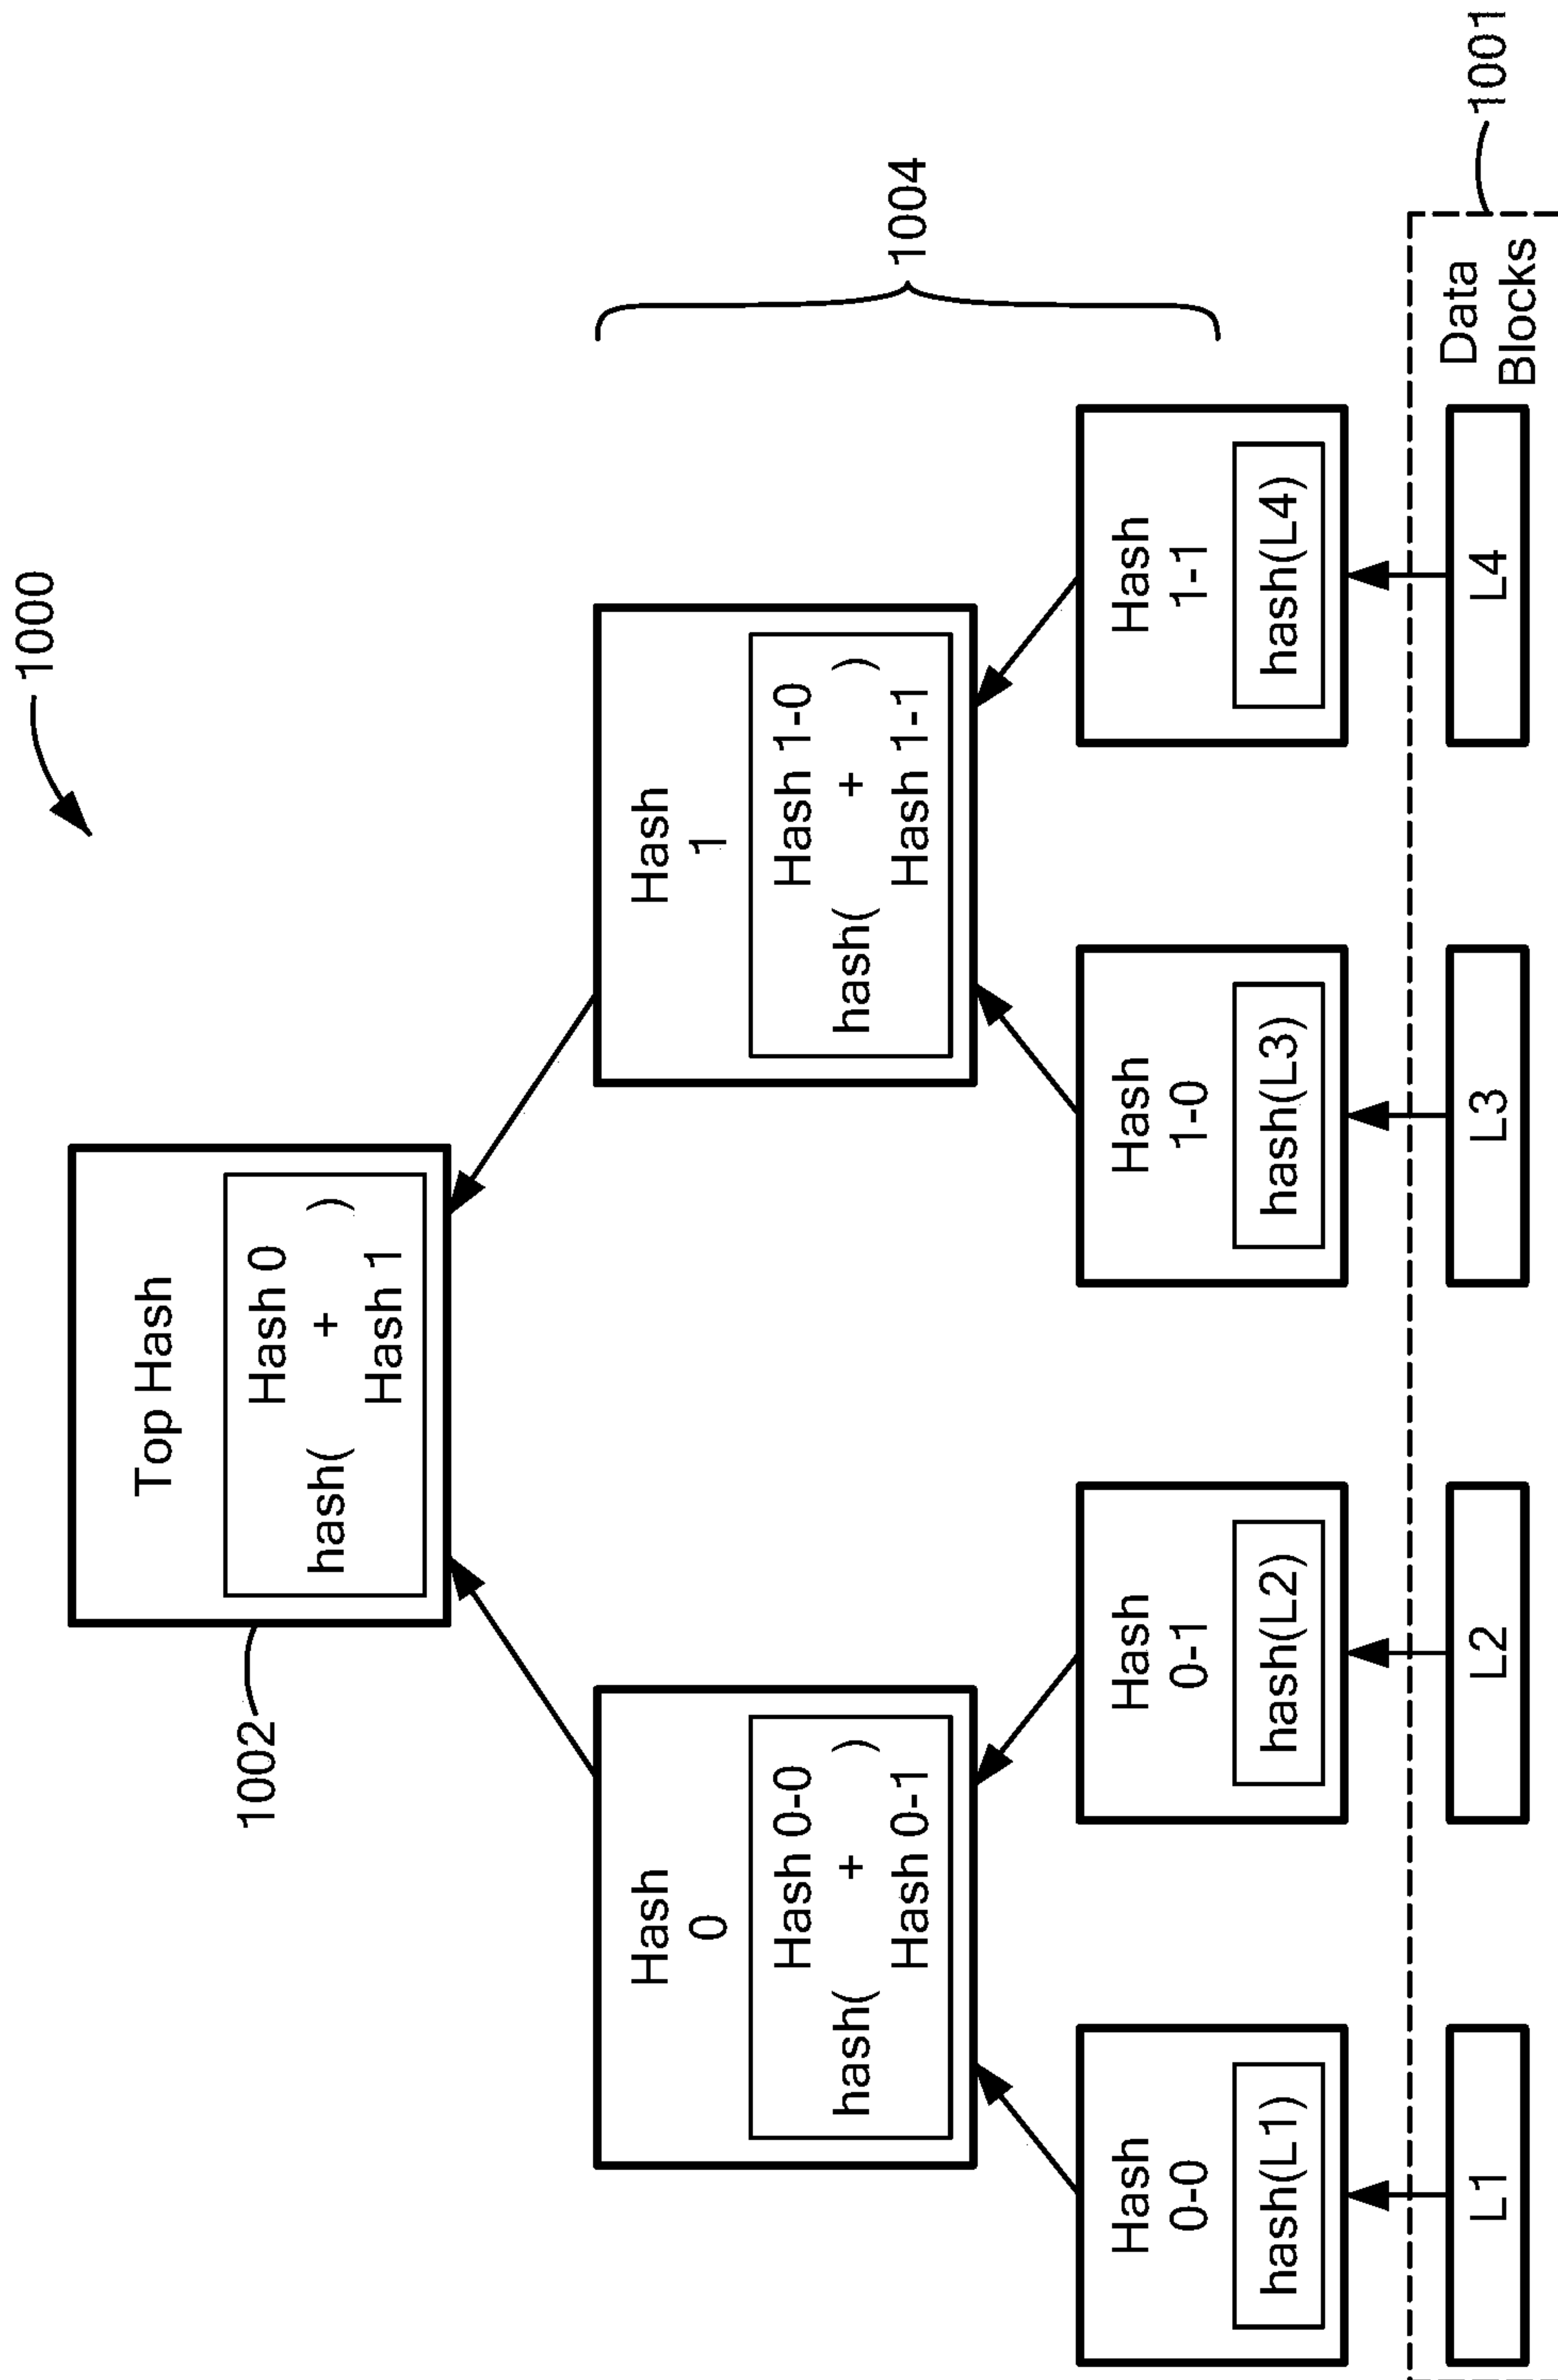 1000
Top Hash
hash(
Hash 0
+
Hash 1
)
1002
Hash
0
hash(
Hash 0-0
+
Hash 0-1
)
Hash
1
hash(
Hash 1-0
+
Hash 1-1
)
1004
Hash
0-0
hash(L1)
Hash
0-1
hash(L2)
Hash
1-0
hash(L3)
Hash
1-1
hash(L4)
L1
L2
L3
L4
Data
Blocks
1001